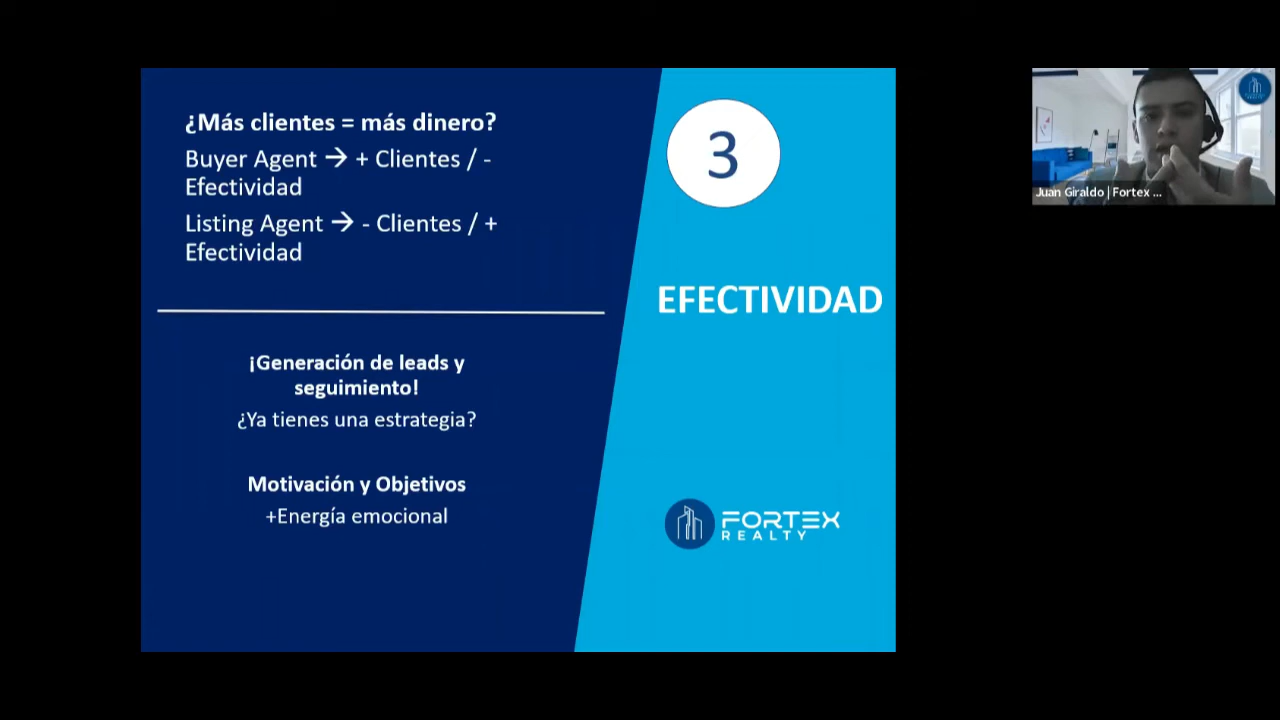 ¿Más clientes = más dinero?
Buyer Agent → + Clientes / -
Efectividad
Listing Agent → - Clientes / +
Efectividad
¡Generación de leads y
seguimiento!
¿Ya tienes una estrategia?
Motivación y Objetivos
+Energía emocional
3
EFECTIVIDAD
FORTEX
REALTY
Juan Giraldo | Fortex ...